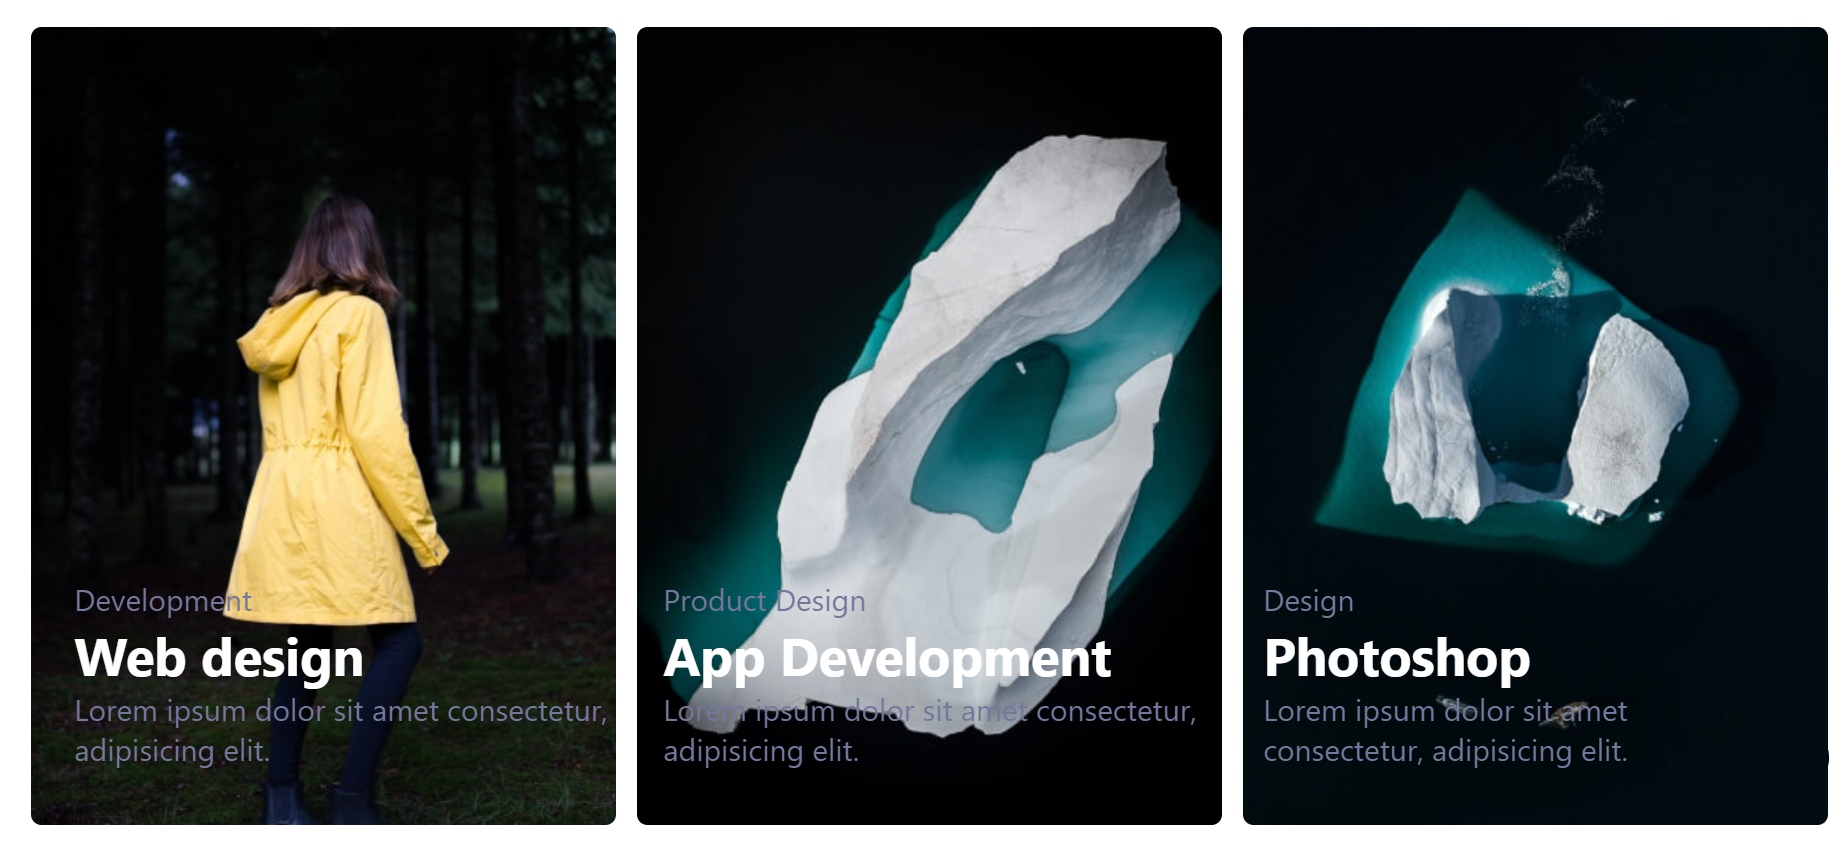 Development
Web design
Lorem ipsum dolor sit amet consectetur,
adipisicing elit.
Product Design
App Development
Lorem ipsum dolor sit amet consectetur,
adipisicing elit.
Design
Photoshop
Lorem ipsum dolor sit amet
consectetur, adipisicing elit.